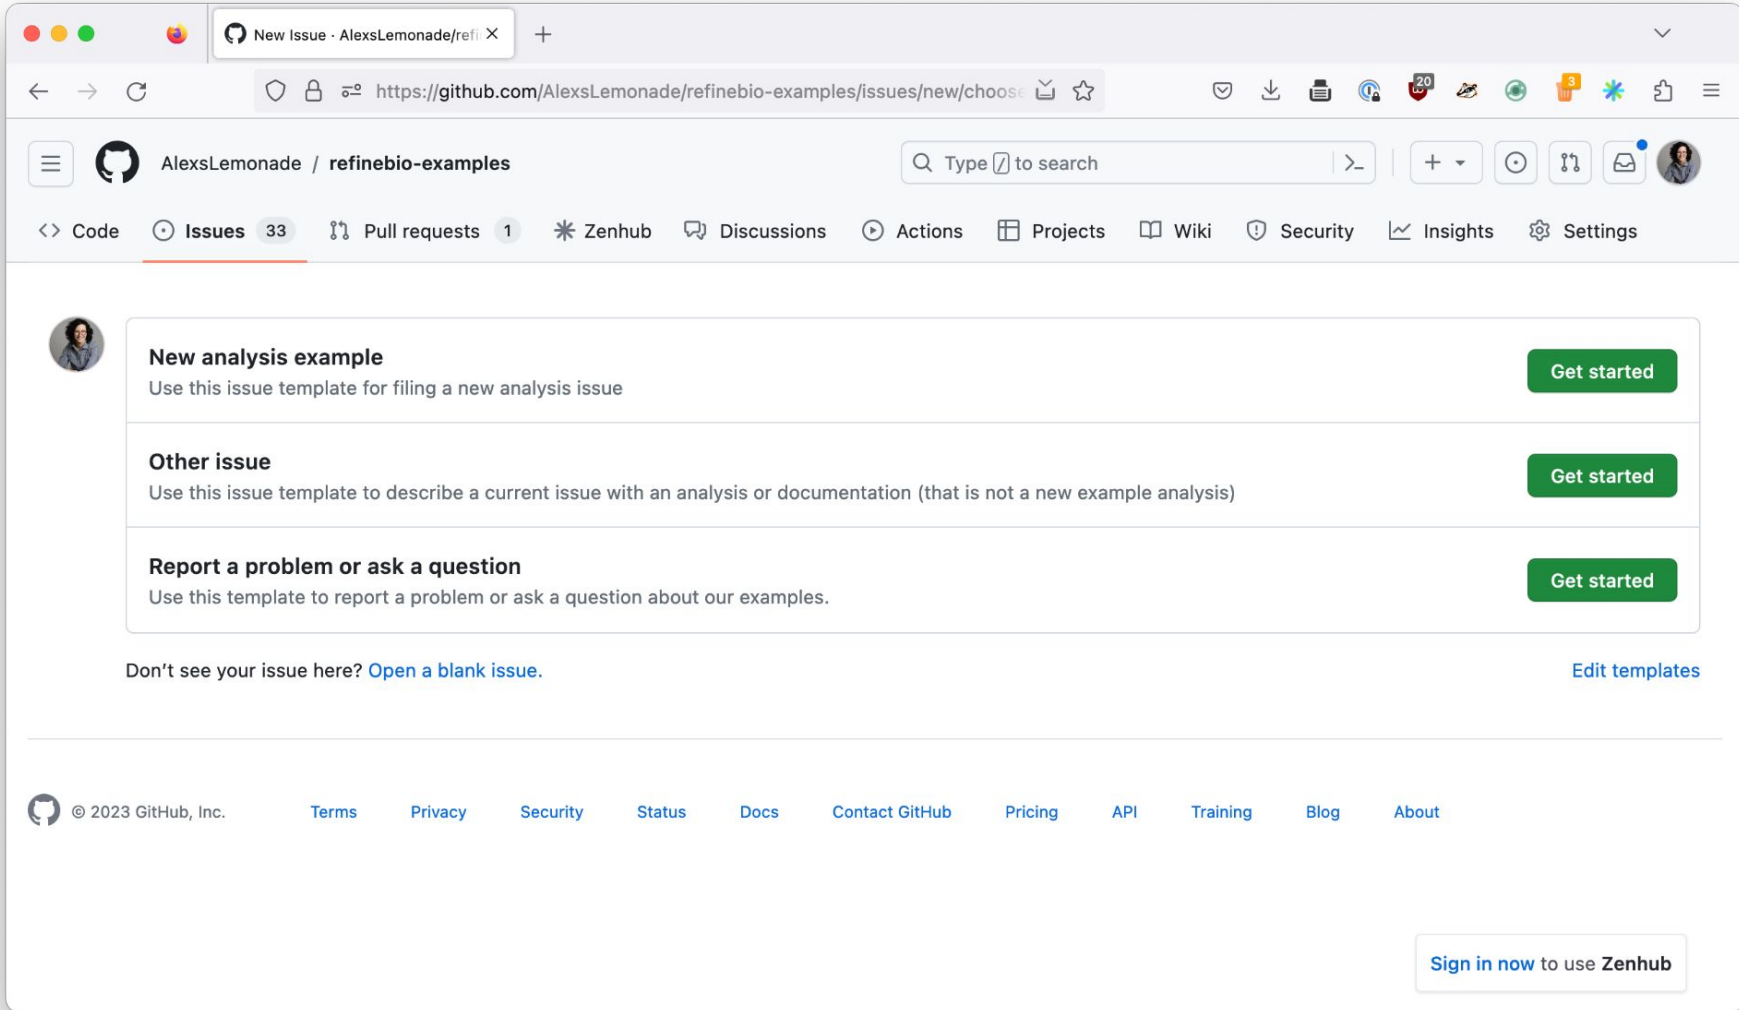 New Issue · AlexsLemonade/refi
https://github.com/AlexsLemonade/refinebio-examples/issues/new/choose
20
3
AlexsLemonade / refinebio-examples
Type / to search
Code Issues 33 Pull requests 1 Zenhub Discussions Actions Projects Wiki Security Insights Settings
New analysis example
Use this issue template for filing a new analysis issue
Get started
Other issue
Use this issue template to describe a current issue with an analysis or documentation (that is not a new example analysis)
Get started
Report a problem or ask a question
Use this template to report a problem or ask a question about our examples.
Get started
Don't see your issue here? Open a blank issue. Edit templates
© 2023 GitHub, Inc. Terms Privacy Security Status Docs Contact GitHub Pricing API Training Blog About
Sign in now to use Zenhub